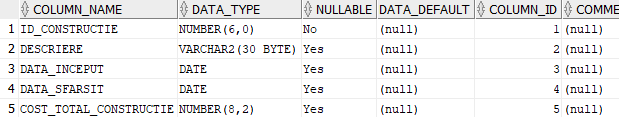 COLUMN_NAME DATA_TYPE NULLABLE DATA_DEFAULT COLUMN_ID COMME
1 ID_CONSTRUCTIE NUMBER(6,0) No (null) 1 (null)
2 DESCRIERE VARCHAR2(30 BYTE) Yes (null) 2 (null)
3 DATA_INCEPUT DATE Yes (null) 3 (null)
4 DATA_SFARSIT DATE Yes (null) 4 (null)
5 COST_TOTAL_CONSTRUCTIE NUMBER(8,2) Yes (null) 5 (null)